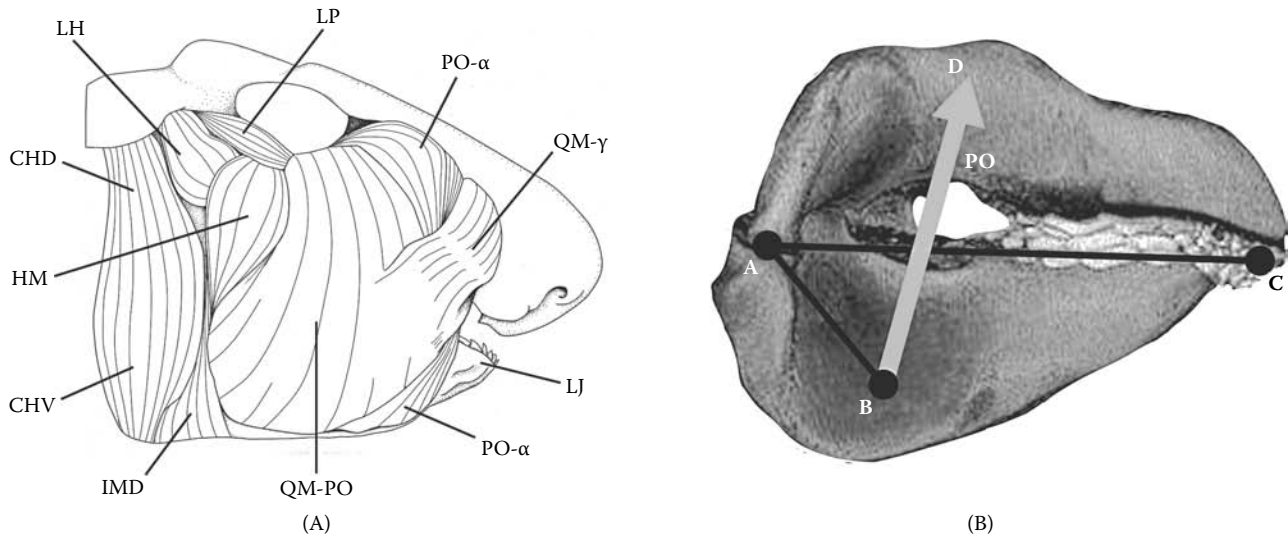 LP
LH
PO-α
QM-γ
CHD
HM
CHV
LJ
PO-α
IMD
QM-PO
(A)
D
PO
A
C
B
(B)